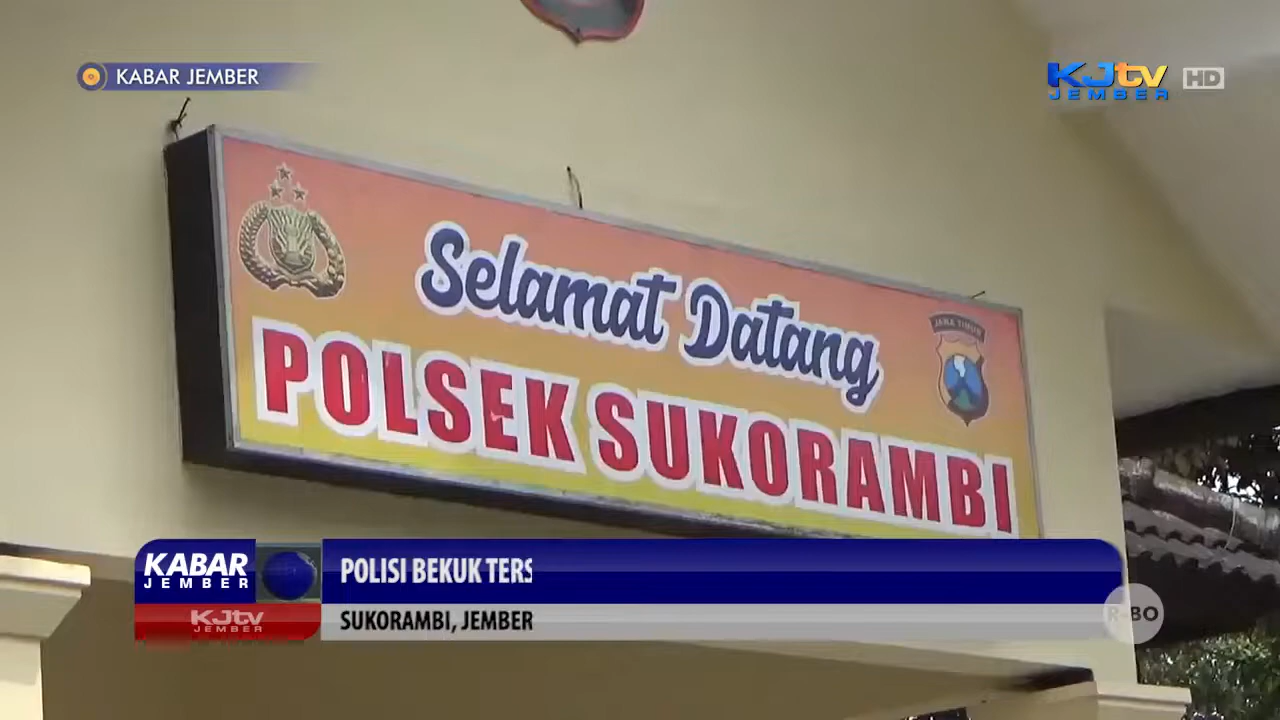 KABAR JEMBER
KJtv HD
JEMBER
Selamat Datang
JAWA TIMUR
POLSEK SUKORAMBI
KABAR
JEMBER
POLISI BEKUK TERS
KJtv
JEMBER
SUKORAMBI, JEMBER